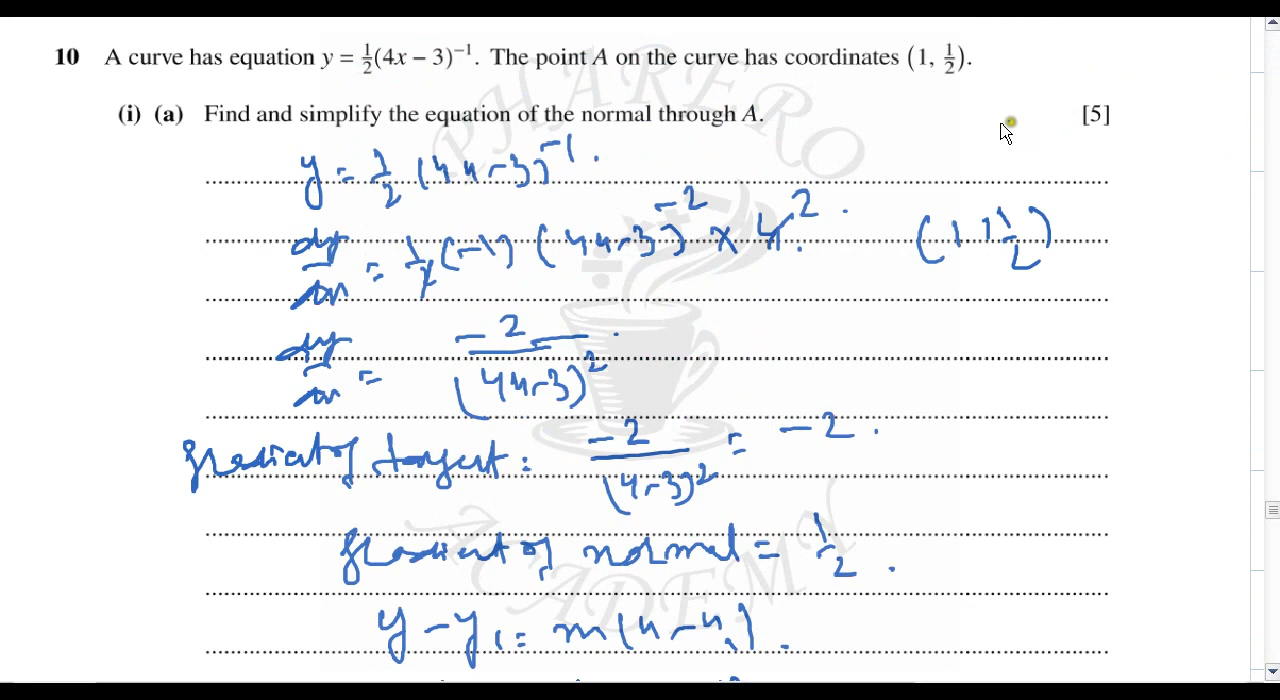 10 A curve has equation y = ½(4x − 3)⁻¹. The point A on the curve has coordinates (1, ½).
(i) (a) Find and simplify the equation of the normal through A. [5]
y = 1/2 (4x-3)⁻¹.
dy/dx = 1/2 (-1) (4x-3)⁻² × 4². (1, 1/2)
dy/dx = -2/(4x-3)²
gradient of tangent: -2/(4-3)² = -2.
gradient of normal = 1/2.
y - y₁ = m(x - x₁).
PHARERO
ACADEMY